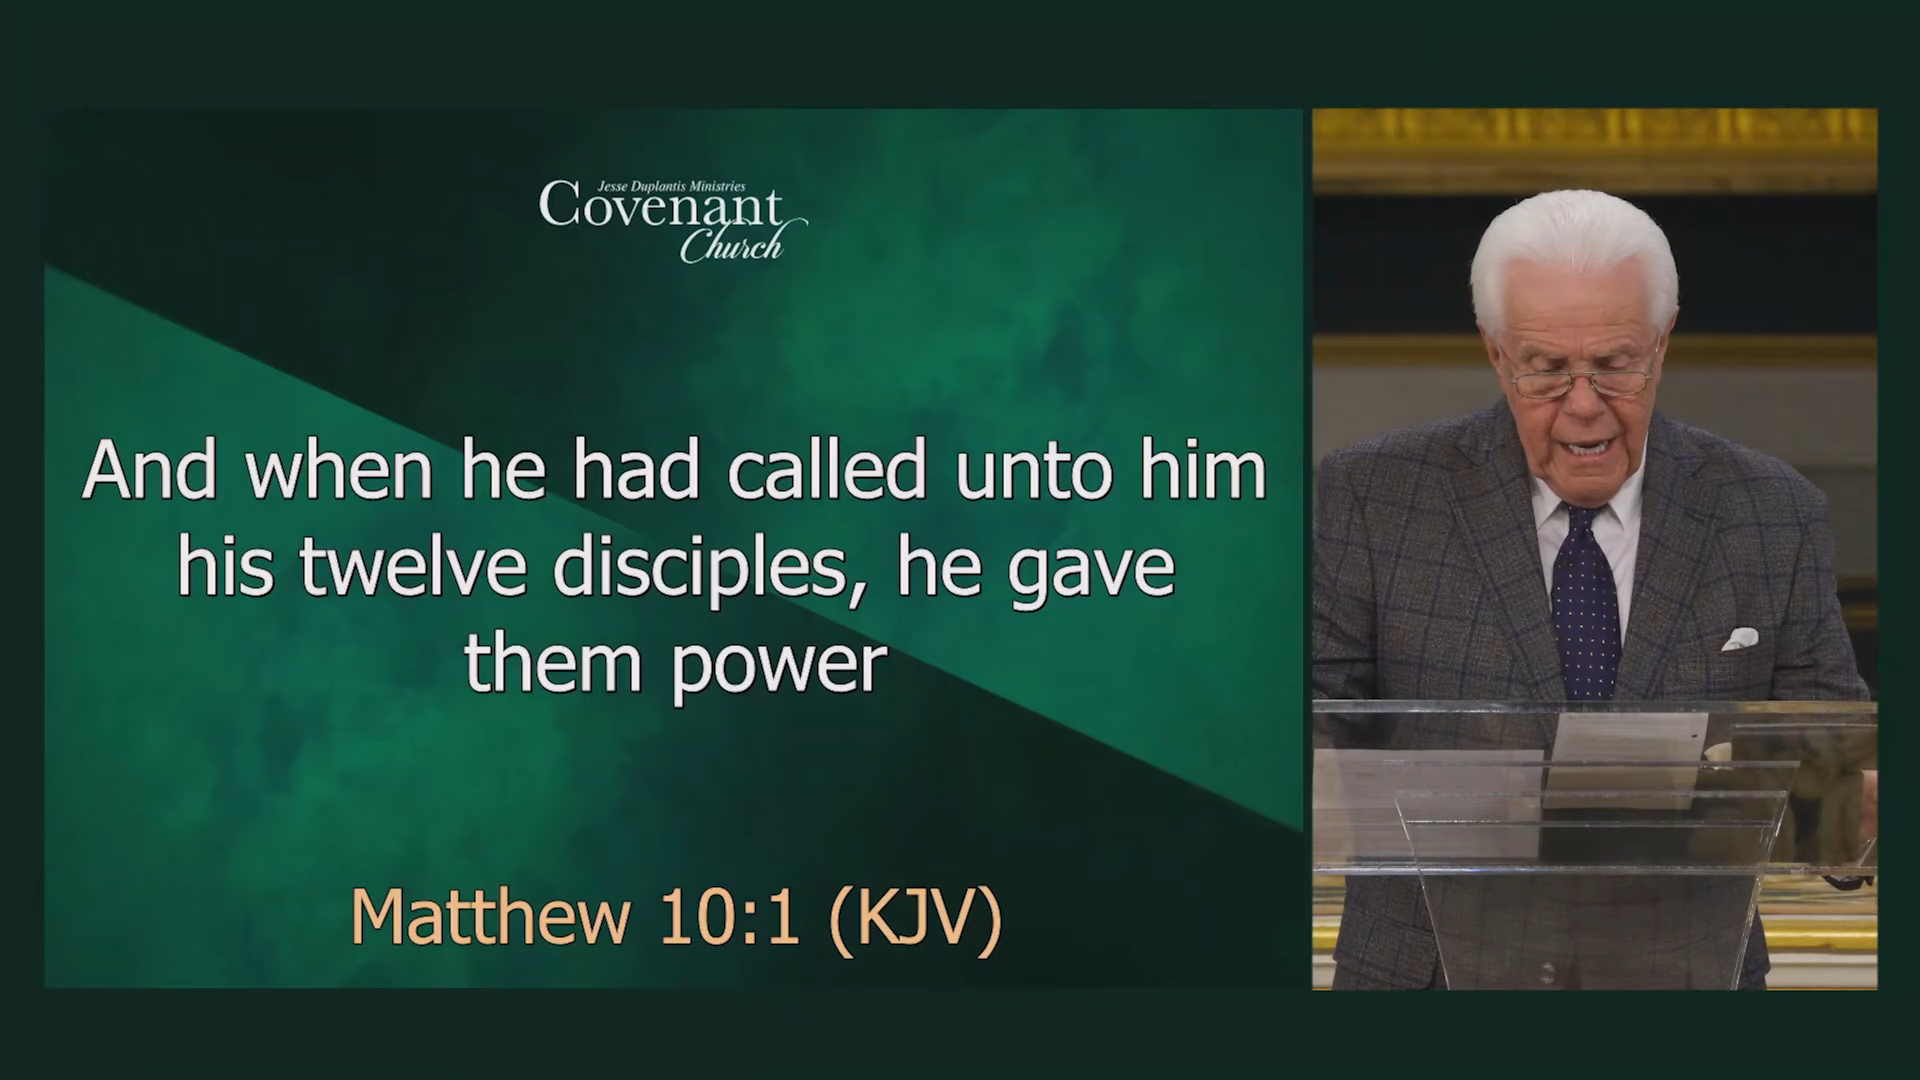 Jesse Duplantis Ministries
Covenant
Church
And when he had called unto him
his twelve disciples, he gave
them power
Matthew 10:1 (KJV)